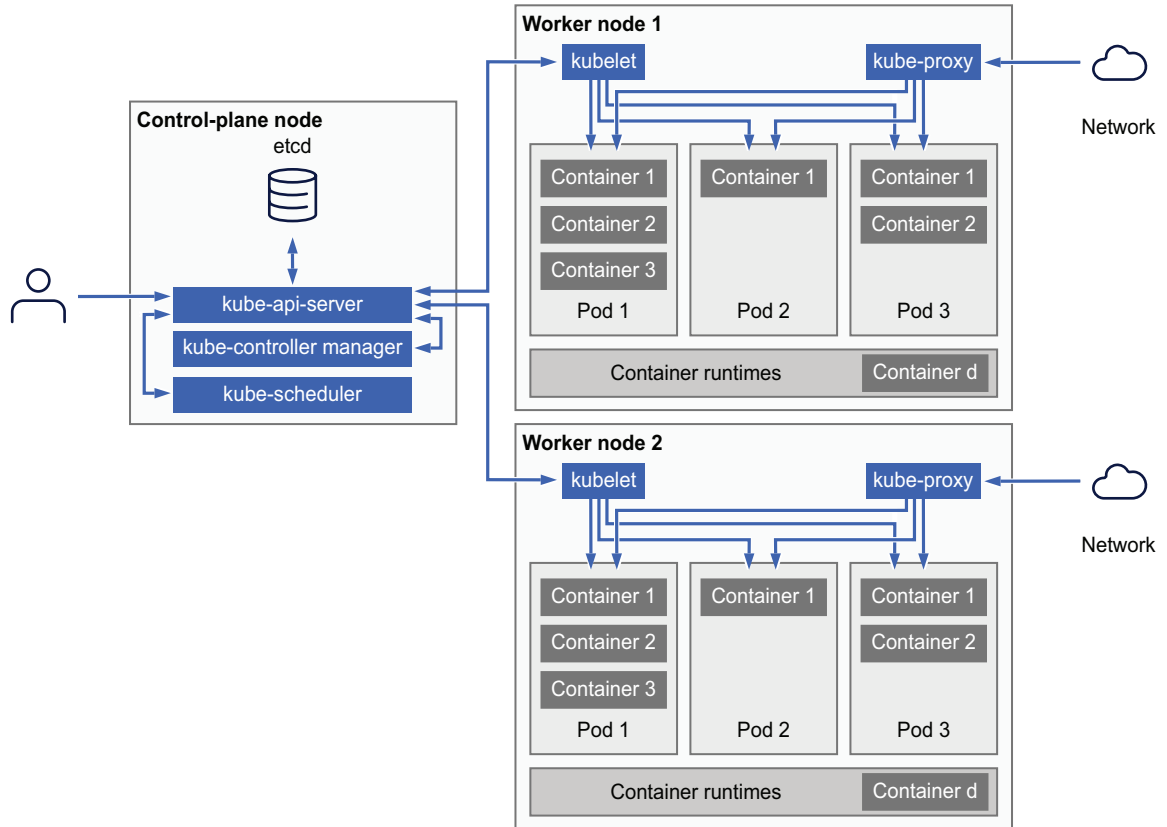 Control-plane node
etcd
kube-api-server
kube-controller manager
kube-scheduler
Worker node 1
kubelet
kube-proxy
Network
Container 1
Container 2
Container 3
Pod 1
Container 1
Pod 2
Container 1
Container 2
Pod 3
Container runtimes
Container d
Worker node 2
kubelet
kube-proxy
Network
Container 1
Container 2
Container 3
Pod 1
Container 1
Pod 2
Container 1
Container 2
Pod 3
Container runtimes
Container d